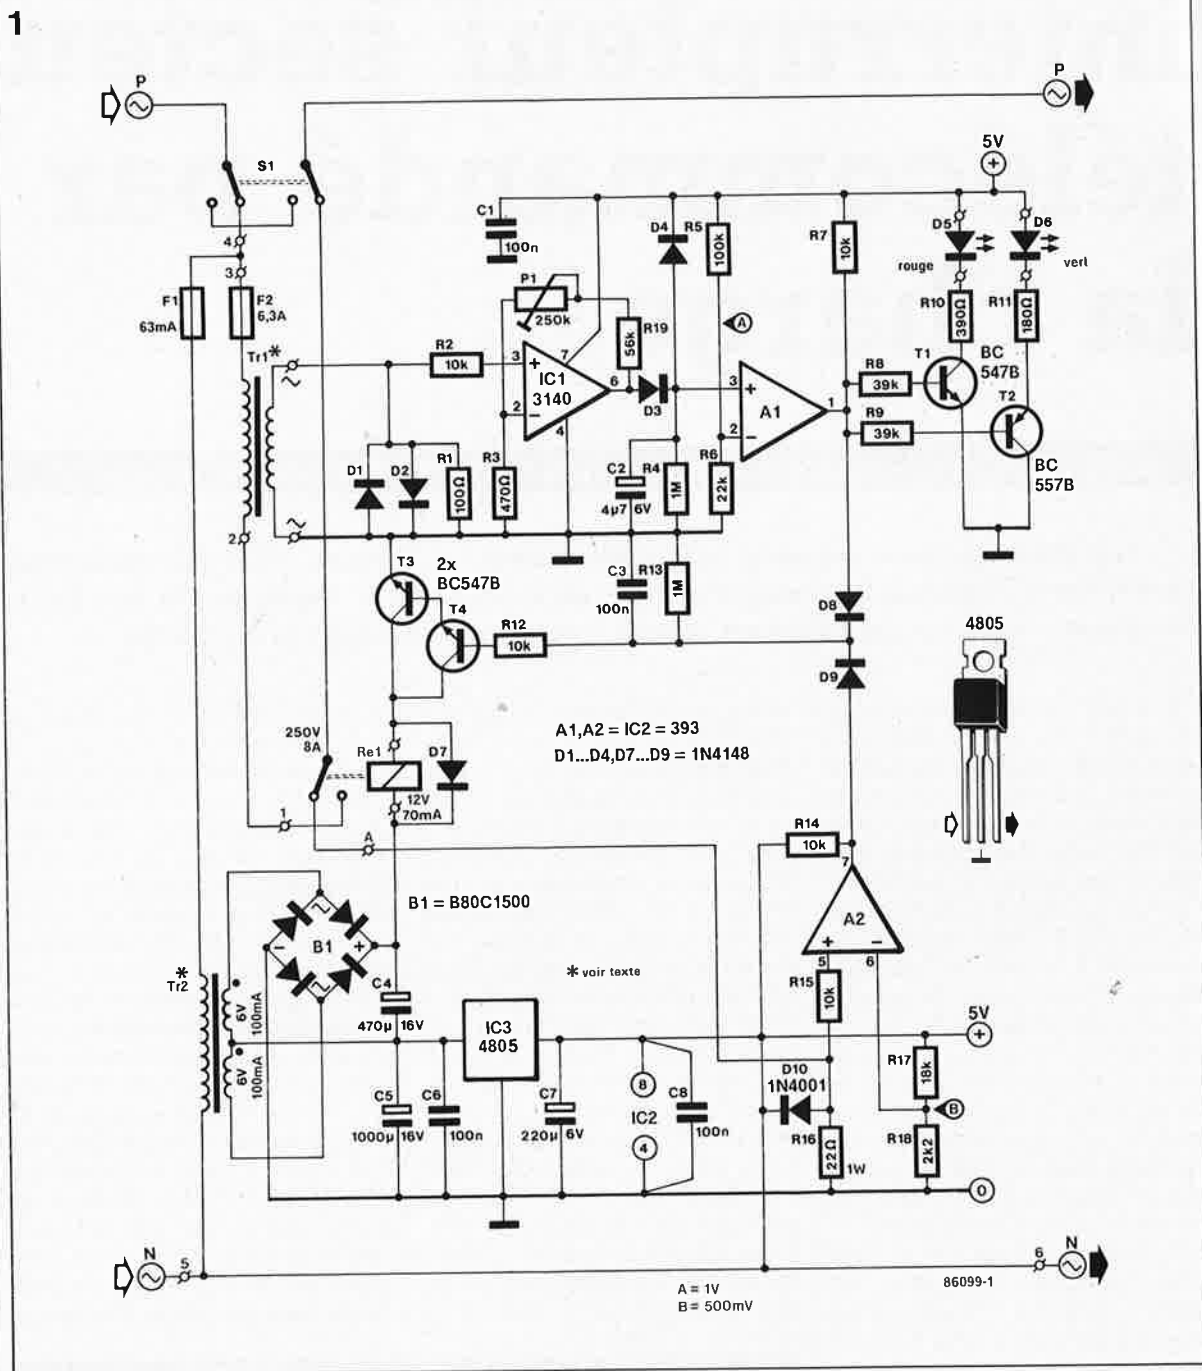 1
P
P
S1
5V
+
C1
100n
D4
R5
100k
R7
10k
D5
D6
rouge
vert
4
3
F1
63mA
F2
6,3A
P1
250k
R19
56k
A
R10
390Ω
R11
180Ω
Tr1*
R2
10k
3
+
7
IC1
3140
6
2
−
4
D3
3
+
A1
1
2
−
R8
39k
T1
BC
547B
R9
39k
T2
BC
557B
D1
D2
R1
100Ω
R3
470Ω
C2
4µ7 6V
R4
1M
R6
22k
2
T3
2x
BC547B
T4
R12
10k
C3
100n
R13
1M
D8
D9
4805
A1,A2 = IC2 = 393
D1...D4,D7...D9 = 1N4148
250V
8A
Re1
D7
12V
70mA
1
A
R14
10k
7
B1 = B80C1500
A2
+
−
5
6
−
B1
+
*
Tr2
6V
100mA
6V
100mA
C4
470µ 16V
* voir texte
R15
10k
IC3
4805
5V
+
R17
18k
D10
1N4001
C5
1000µ 16V
C6
100n
C7
220µ 6V
8
IC2
4
C8
100n
B
R16
22Ω
1W
R18
2k2
0
N
5
6
N
86099-1
A = 1V
B = 500mV